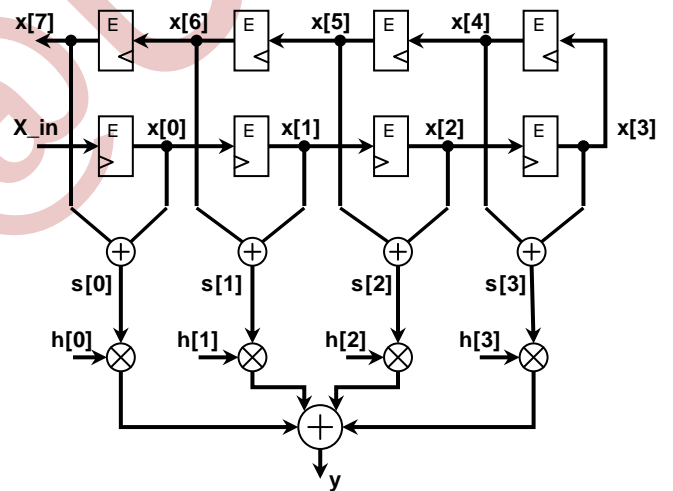 x[7] E x[6] E x[5] E x[4] E
X_in E x[0] E x[1] E x[2] E x[3]
s[0] s[1] s[2] s[3]
h[0] h[1] h[2] h[3]
y